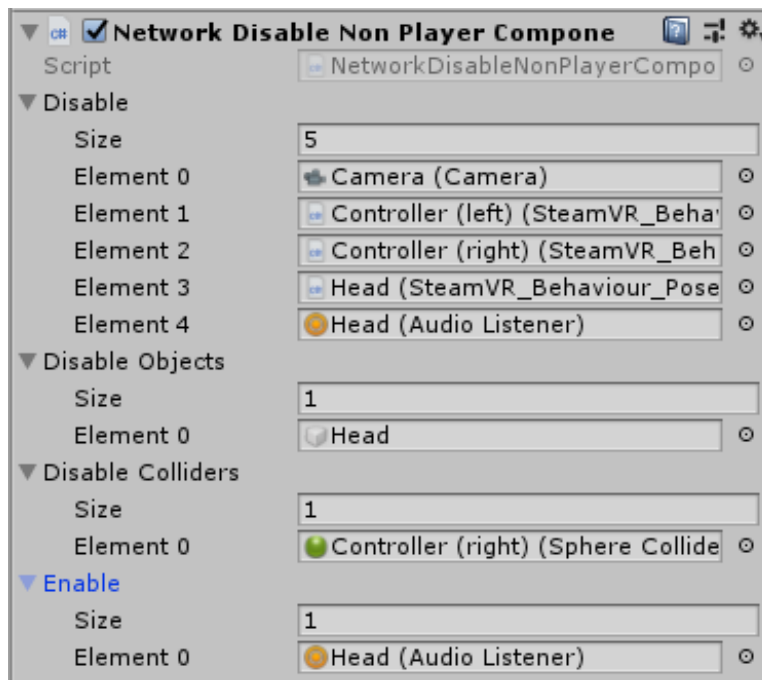 Network Disable Non Player Compone
Script NetworkDisableNonPlayerCompo
Disable
Size 5
Element 0 Camera (Camera)
Element 1 Controller (left) (SteamVR_Beha
Element 2 Controller (right) (SteamVR_Beh
Element 3 Head (SteamVR_Behaviour_Pose
Element 4 Head (Audio Listener)
Disable Objects
Size 1
Element 0 Head
Disable Colliders
Size 1
Element 0 Controller (right) (Sphere Collide
Enable
Size 1
Element 0 Head (Audio Listener)